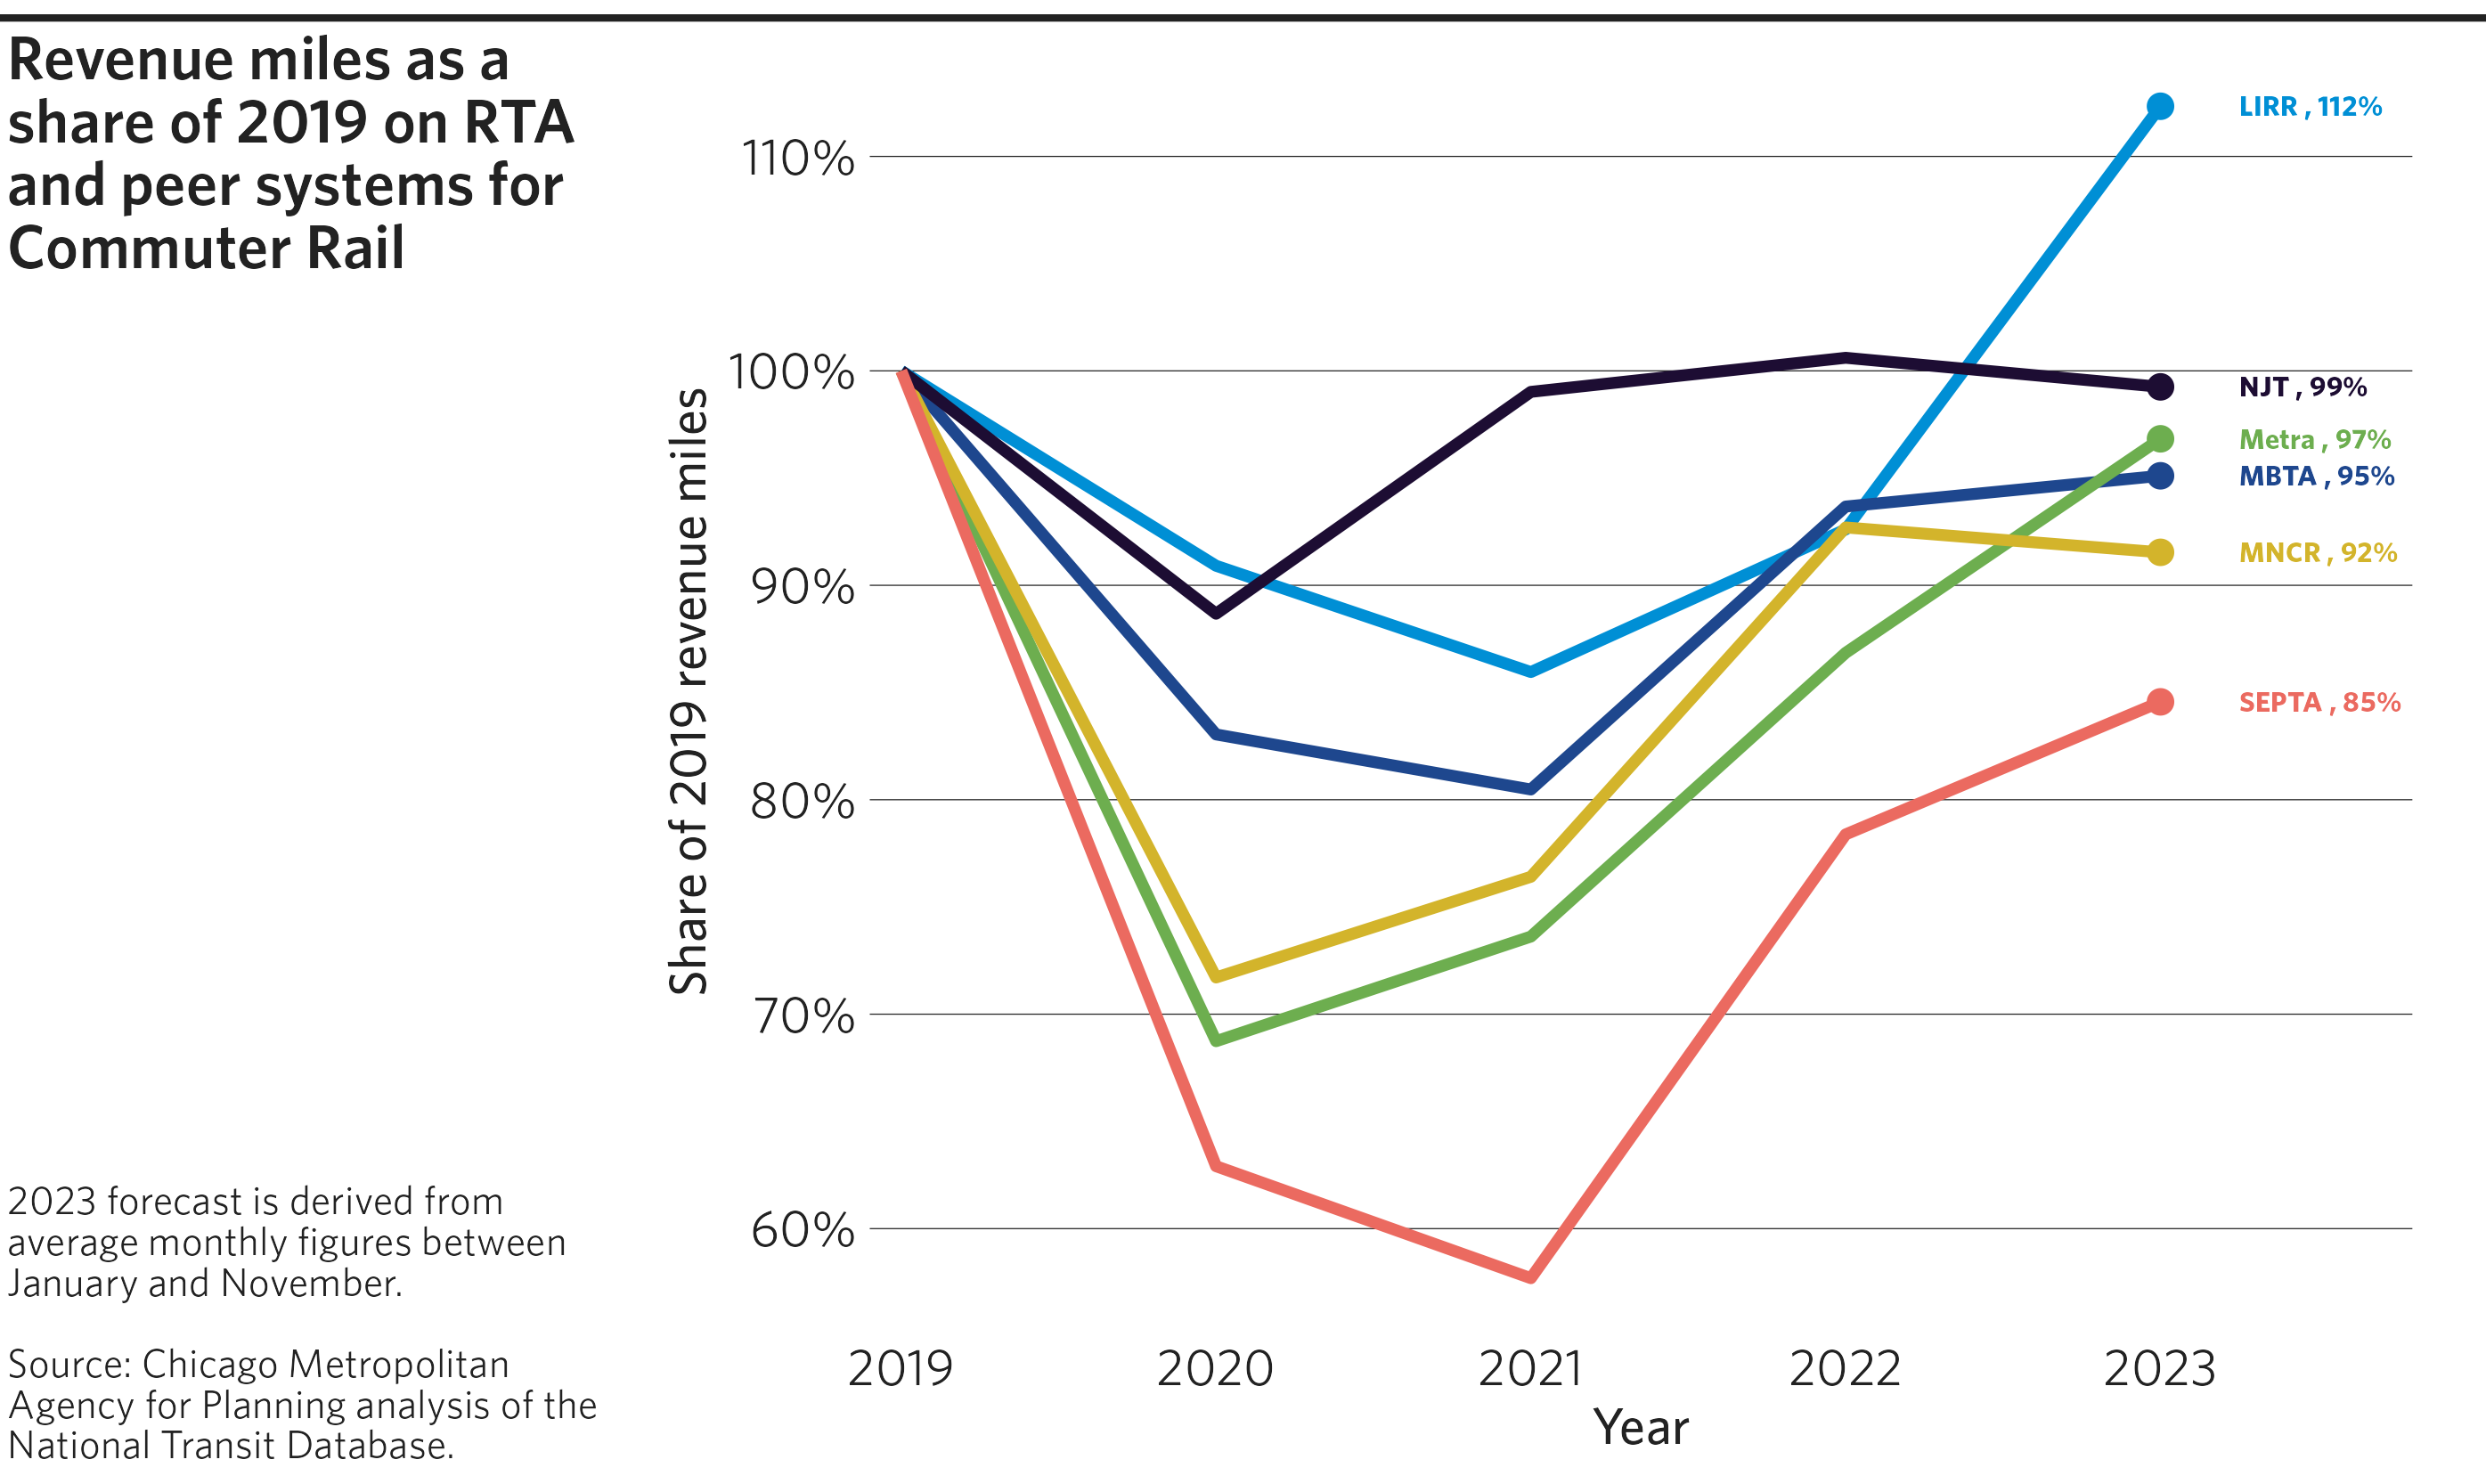 Revenue miles as a
share of 2019 on RTA
and peer systems for
Commuter Rail
110%
100%
90%
80%
70%
60%
Share of 2019 revenue miles
LIRR , 112%
NJT , 99%
Metra , 97%
MBTA , 95%
MNCR , 92%
SEPTA , 85%
2019
2020
2021
2022
2023
Year
2023 forecast is derived from
average monthly figures between
January and November.
Source: Chicago Metropolitan
Agency for Planning analysis of the
National Transit Database.